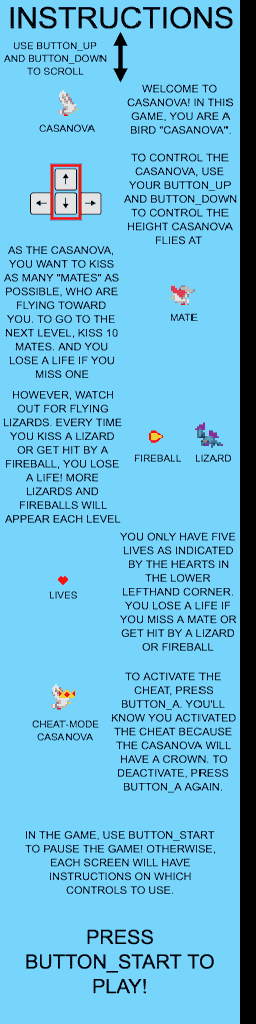 INSTRUCTIONS
USE BUTTON_UP
AND BUTTON_DOWN
TO SCROLL
WELCOME TO
CASANOVA! IN THIS
GAME, YOU ARE A
BIRD "CASANOVA".
CASANOVA
TO CONTROL THE
CASANOVA, USE
YOUR BUTTON_UP
AND BUTTON_DOWN
TO CONTROL THE
HEIGHT CASANOVA
FLIES AT
AS THE CASANOVA,
YOU WANT TO KISS
AS MANY "MATES" AS
POSSIBLE, WHO ARE
FLYING TOWARD
YOU. TO GO TO THE
NEXT LEVEL, KISS 10
MATES. AND YOU
LOSE A LIFE IF YOU
MISS ONE
MATE
HOWEVER, WATCH
OUT FOR FLYING
LIZARDS. EVERY TIME
YOU KISS A LIZARD
OR GET HIT BY A
FIREBALL, YOU LOSE
A LIFE! MORE
LIZARDS AND
FIREBALLS WILL
APPEAR EACH LEVEL
FIREBALL LIZARD
YOU ONLY HAVE FIVE
LIVES AS INDICATED
BY THE HEARTS IN
THE LOWER
LEFTHAND CORNER.
YOU LOSE A LIFE IF
YOU MISS A MATE OR
GET HIT BY A LIZARD
OR FIREBALL
LIVES
TO ACTIVATE THE
CHEAT, PRESS
BUTTON_A. YOU'LL
KNOW YOU ACTIVATED
THE CHEAT BECAUSE
THE CASANOVA WILL
HAVE A CROWN. TO
DEACTIVATE, PRESS
BUTTON_A AGAIN.
CHEAT-MODE
CASANOVA
IN THE GAME, USE BUTTON_START
TO PAUSE THE GAME! OTHERWISE,
EACH SCREEN WILL HAVE
INSTRUCTIONS ON WHICH
CONTROLS TO USE.
PRESS
BUTTON_START TO
PLAY!